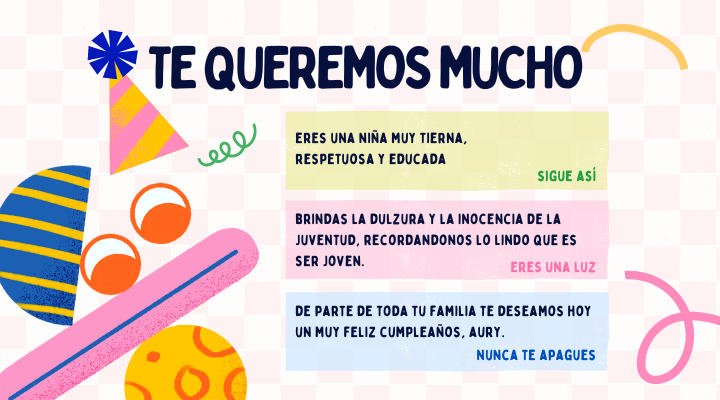 TE QUEREMOS MUCHO
ERES UNA NIÑA MUY TIERNA,
RESPETUOSA Y EDUCADA
SIGUE ASÍ
BRINDAS LA DULZURA Y LA INOCENCIA DE LA
JUVENTUD, RECORDANDONOS LO LINDO QUE ES
SER JOVEN.
ERES UNA LUZ
DE PARTE DE TODA TU FAMILIA TE DESEAMOS HOY
UN MUY FELIZ CUMPLEAÑOS, AURY.
NUNCA TE APAGUES